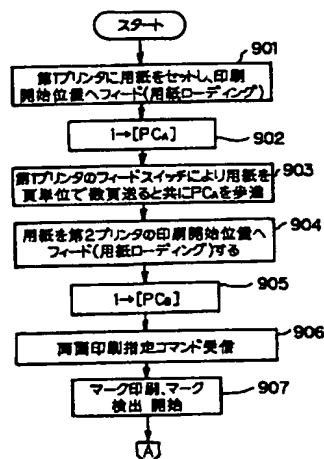 スタート
901
第1プリンタに用紙をセットし、印刷
開始位置へフィード(用紙ローディング)
1→[PCA]
902
第1プリンタのフィードスイッチにより用紙を
頁単位で数頁送ると共にPCAを歩進
903
用紙を第2プリンタの印刷開始位置へ
フィード(用紙ローディング)する
904
1→[PCB]
905
両面印刷指定コマンド受信
906
マーク印刷、マーク
検出 開始
907
A